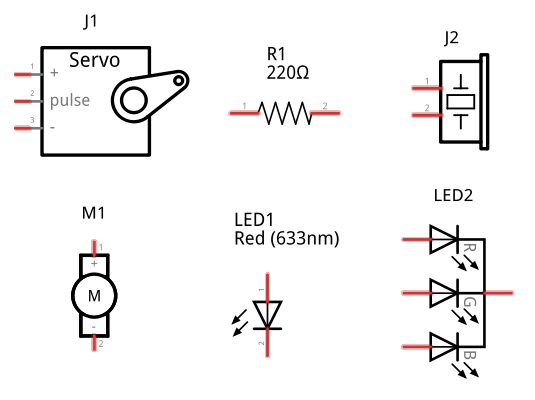 J1
Servo
1
+
2
pulse
3
-
R1
220Ω
1
2
J2
1
2
M1
1
+
M
-
2
LED1
Red (633nm)
1
2
LED2
R
G
B